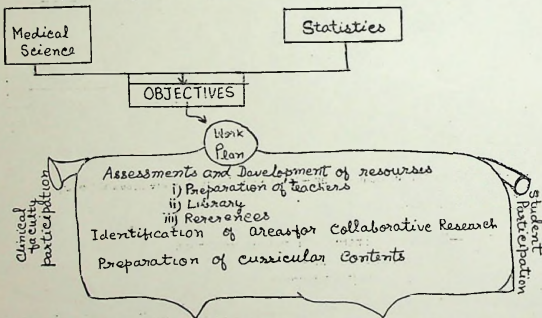 Medical
Science
Statistics
OBJECTIVES
Work
Plan
Assessments and Development of resourses
i) Preparation of teachers
ii) Library
iii) Rererences
Identification of areas for Collaborative Research
Preparation of curricular Contents
Clinical
faculty
participation
Student
Participation